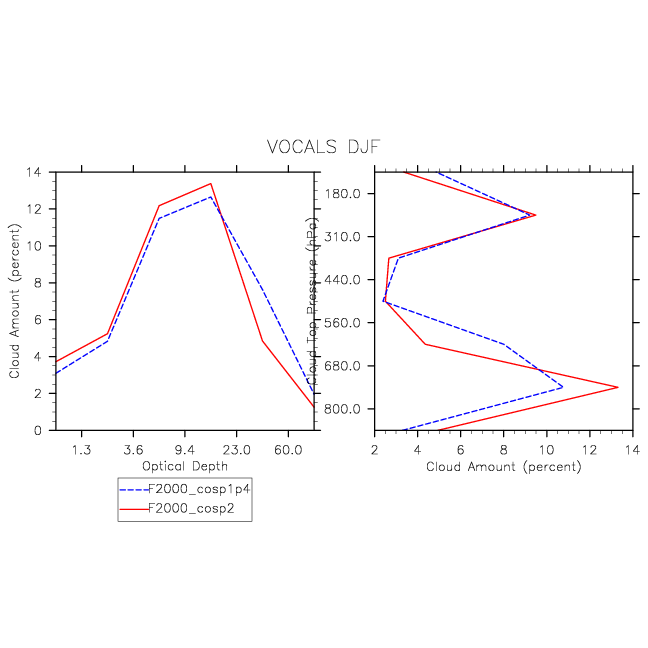 VOCALS DJF
Cloud Amount (percent)
14
12
10
8
6
4
2
0
1.3 3.6 9.4 23.0 60.0
Optical Depth
Cloud Top Pressure (hPa)
180.0
310.0
440.0
560.0
680.0
800.0
2 4 6 8 10 12 14
Cloud Amount (percent)
F2000_cosp1p4
F2000_cosp2